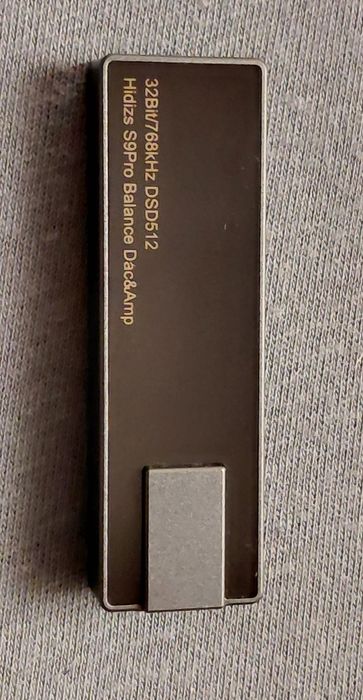 32Bit/768kHz DSD512
Hidizs S9Pro Balance Dac&Amp